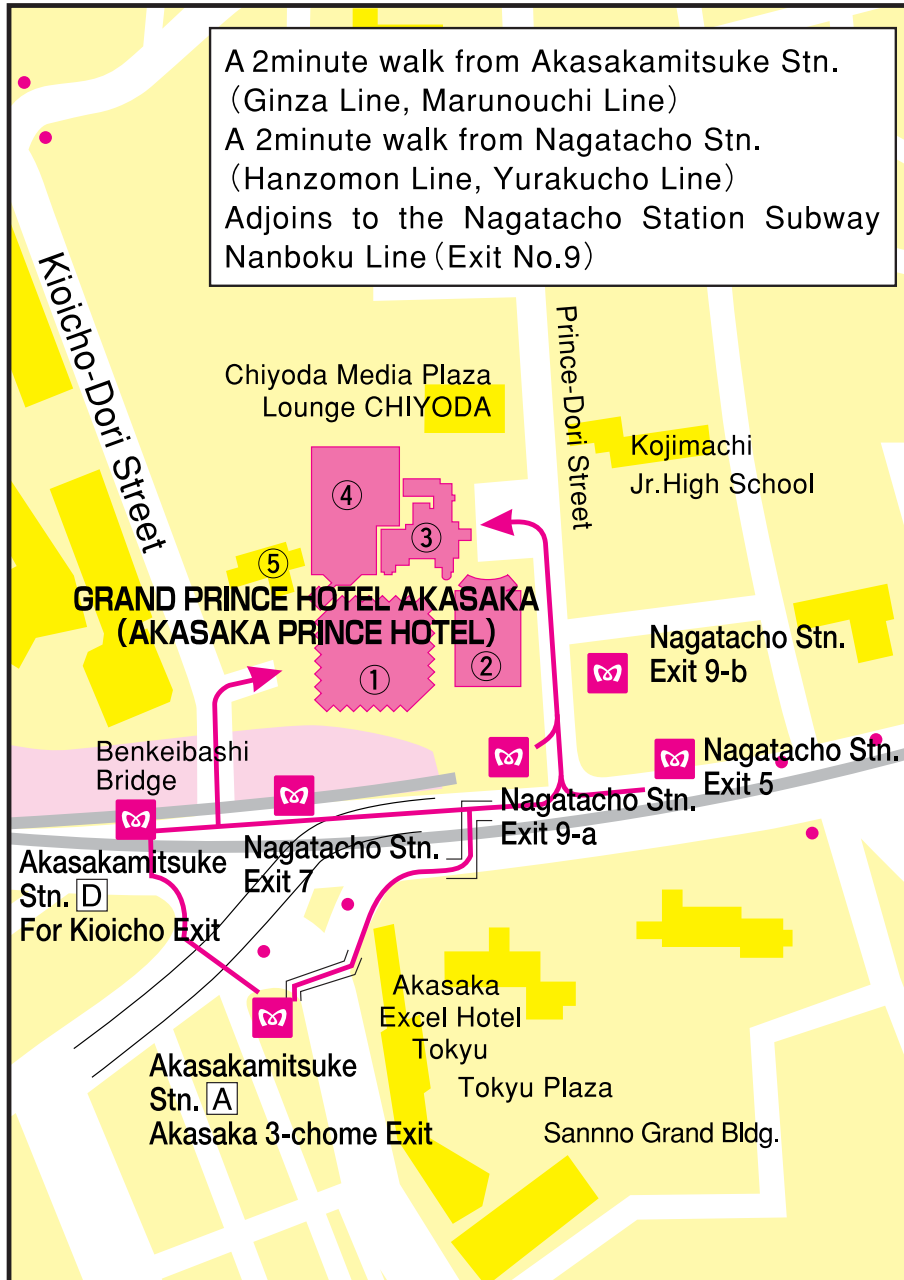 A 2minute walk from Akasakamitsuke Stn.
(Ginza Line, Marunouchi Line)
A 2minute walk from Nagatacho Stn.
(Hanzomon Line, Yurakucho Line)
Adjoins to the Nagatacho Station Subway
Nanboku Line (Exit No.9)
Kioicho-Dori Street
Prince-Dori Street
Chiyoda Media Plaza
Lounge CHIYODA
Kojimachi
Jr.High School
④
③
⑤
GRAND PRINCE HOTEL AKASAKA
(AKASAKA PRINCE HOTEL)
①
②
Nagatacho Stn.
Exit 9-b
Benkeibashi
Bridge
Nagatacho Stn.
Exit 5
Nagatacho Stn.
Exit 9-a
Nagatacho Stn.
Exit 7
Akasakamitsuke
Stn. D
For Kioicho Exit
Akasaka
Excel Hotel
Tokyu
Akasakamitsuke
Stn. A
Akasaka 3-chome Exit
Tokyu Plaza
Sannno Grand Bldg.